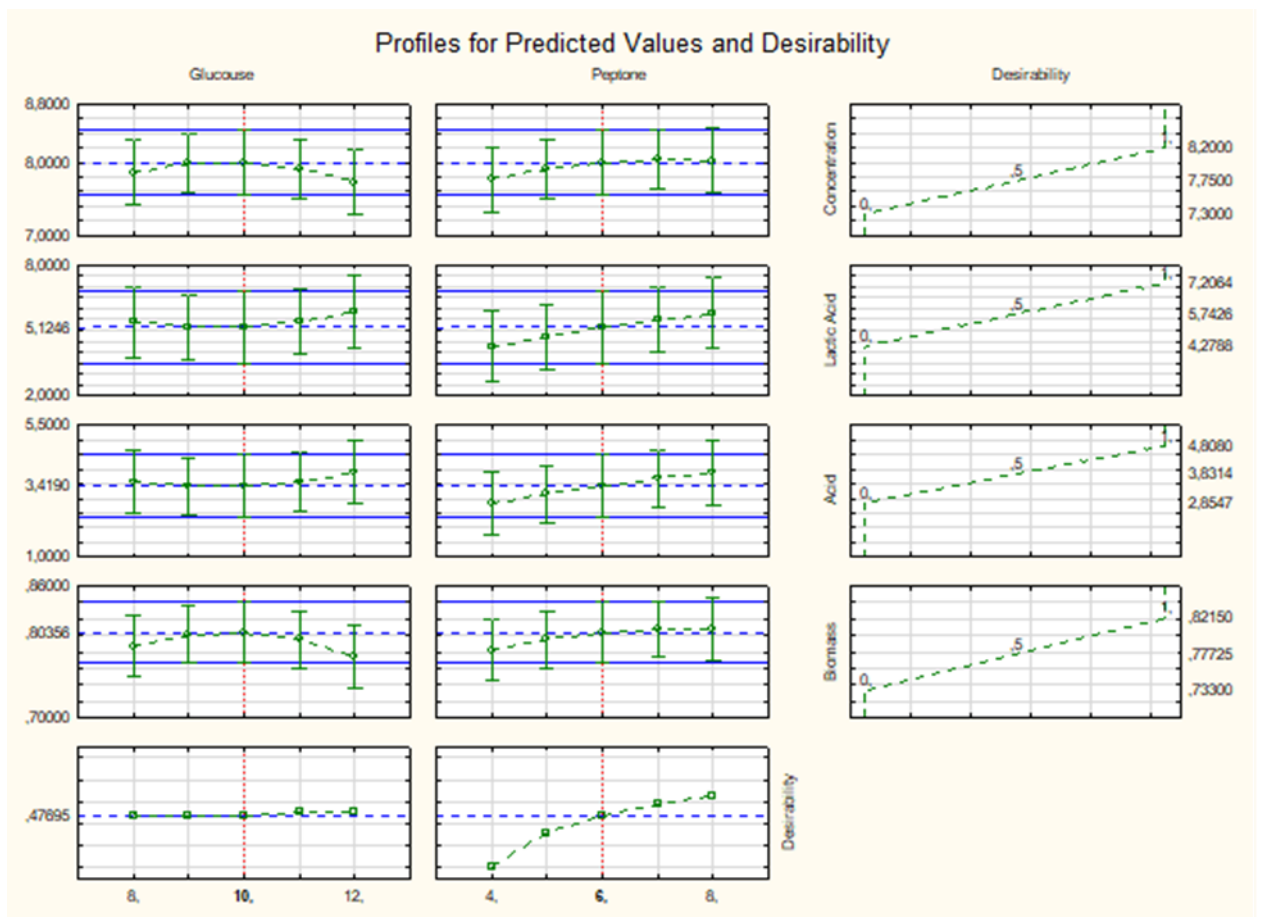 Profiles for Predicted Values and Desirability
Glucouse Peptone Desirability
8,8000
8,0000
7,0000
Concentration
0, ,5 1,
8,2000
7,7500
7,3000
8,0000
5,1246
2,0000
Lactic Acid
0, ,5 1,
7,2064
5,7426
4,2788
5,5000
3,4190
1,0000
Acid
0, ,5 1,
4,8080
3,8314
2,8547
,86000
,80356
,70000
Biomass
0, ,5 1,
,82150
,77725
,73300
,47695
Desirability
8, 10, 12, 4, 6, 8,